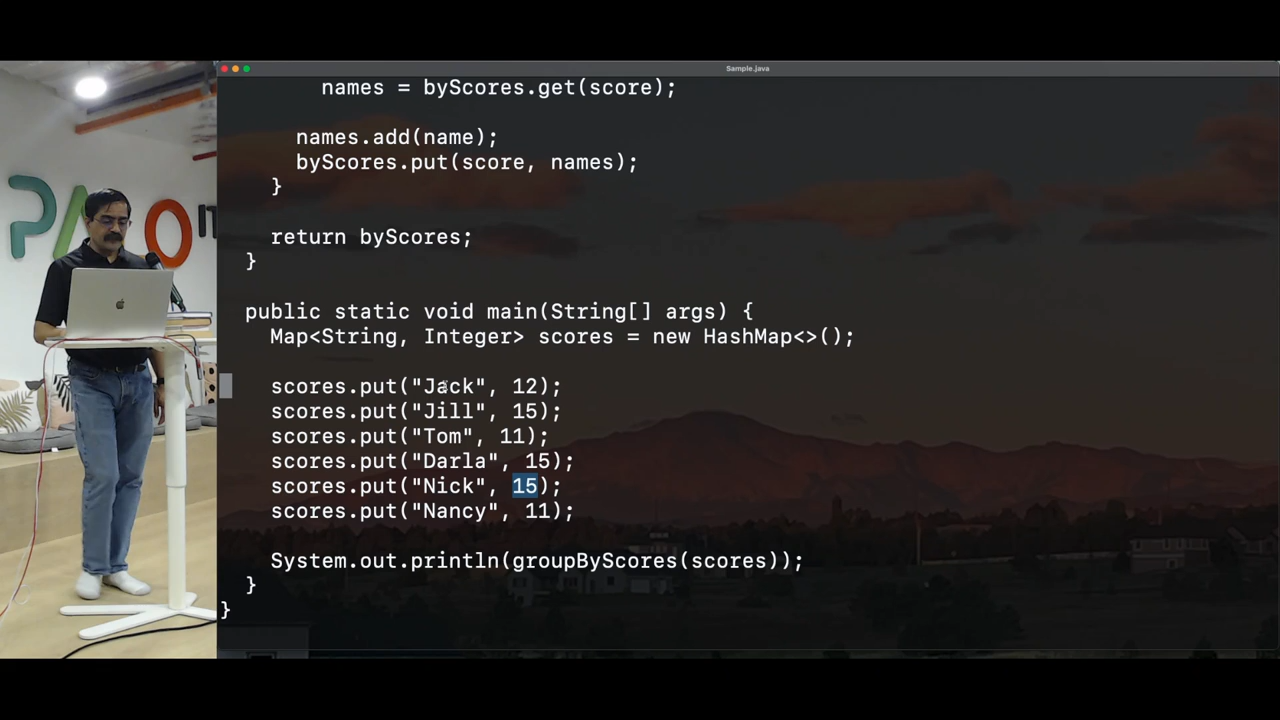 PALO IT
Sample.java
names = byScores.get(score);
names.add(name);
byScores.put(score, names);
}
return byScores;
}
public static void main(String[] args) {
Map<String, Integer> scores = new HashMap<>();
scores.put("Jack", 12);
scores.put("Jill", 15);
scores.put("Tom", 11);
scores.put("Darla", 15);
scores.put("Nick", 15);
scores.put("Nancy", 11);
System.out.println(groupByScores(scores));
}
}